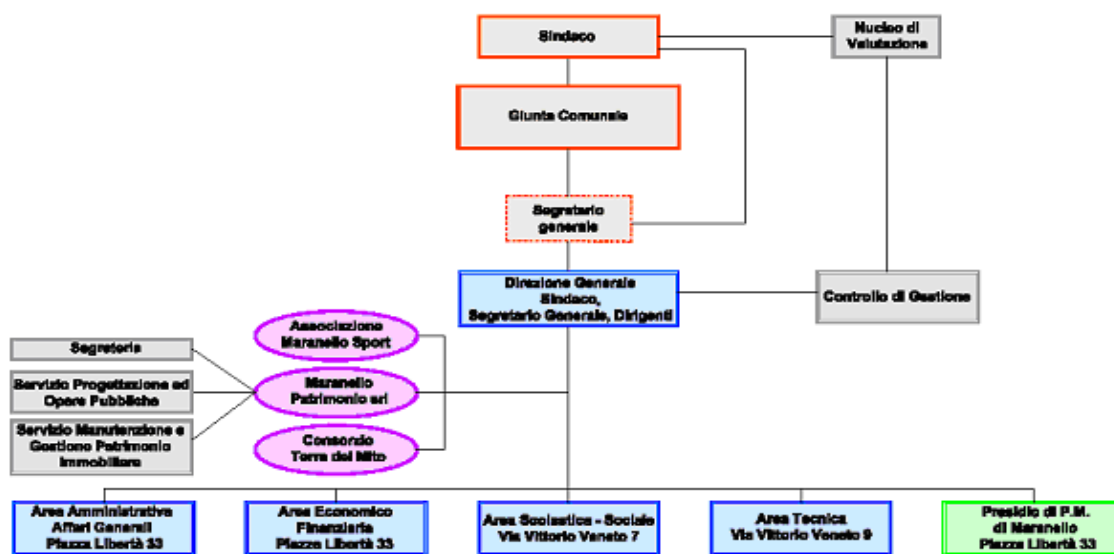 Sindaco
Nucleo di
Valutazione
Giunta Comunale
Segretario
generale
Direzione Generale
Sindaco,
Segretario Generale, Dirigenti
Controllo di Gestione
Associazione
Maranello Sport
Segreteria
Maranello
Patrimonio srl
Servizio Progettazione ed
Opere Pubbliche
Servizio Manutenzione e
Gestione Patrimonio
Immobiliare
Consorzio
Terra del Mito
Area Amministrativa
Affari Generali
Piazza Libertà 33
Area Economico
Finanziaria
Piazza Libertà 33
Area Scolastica - Sociale
Via Vittorio Veneto 7
Area Tecnica
Via Vittorio Veneto 9
Presidio di P.M.
di Maranello
Piazza Libertà 33